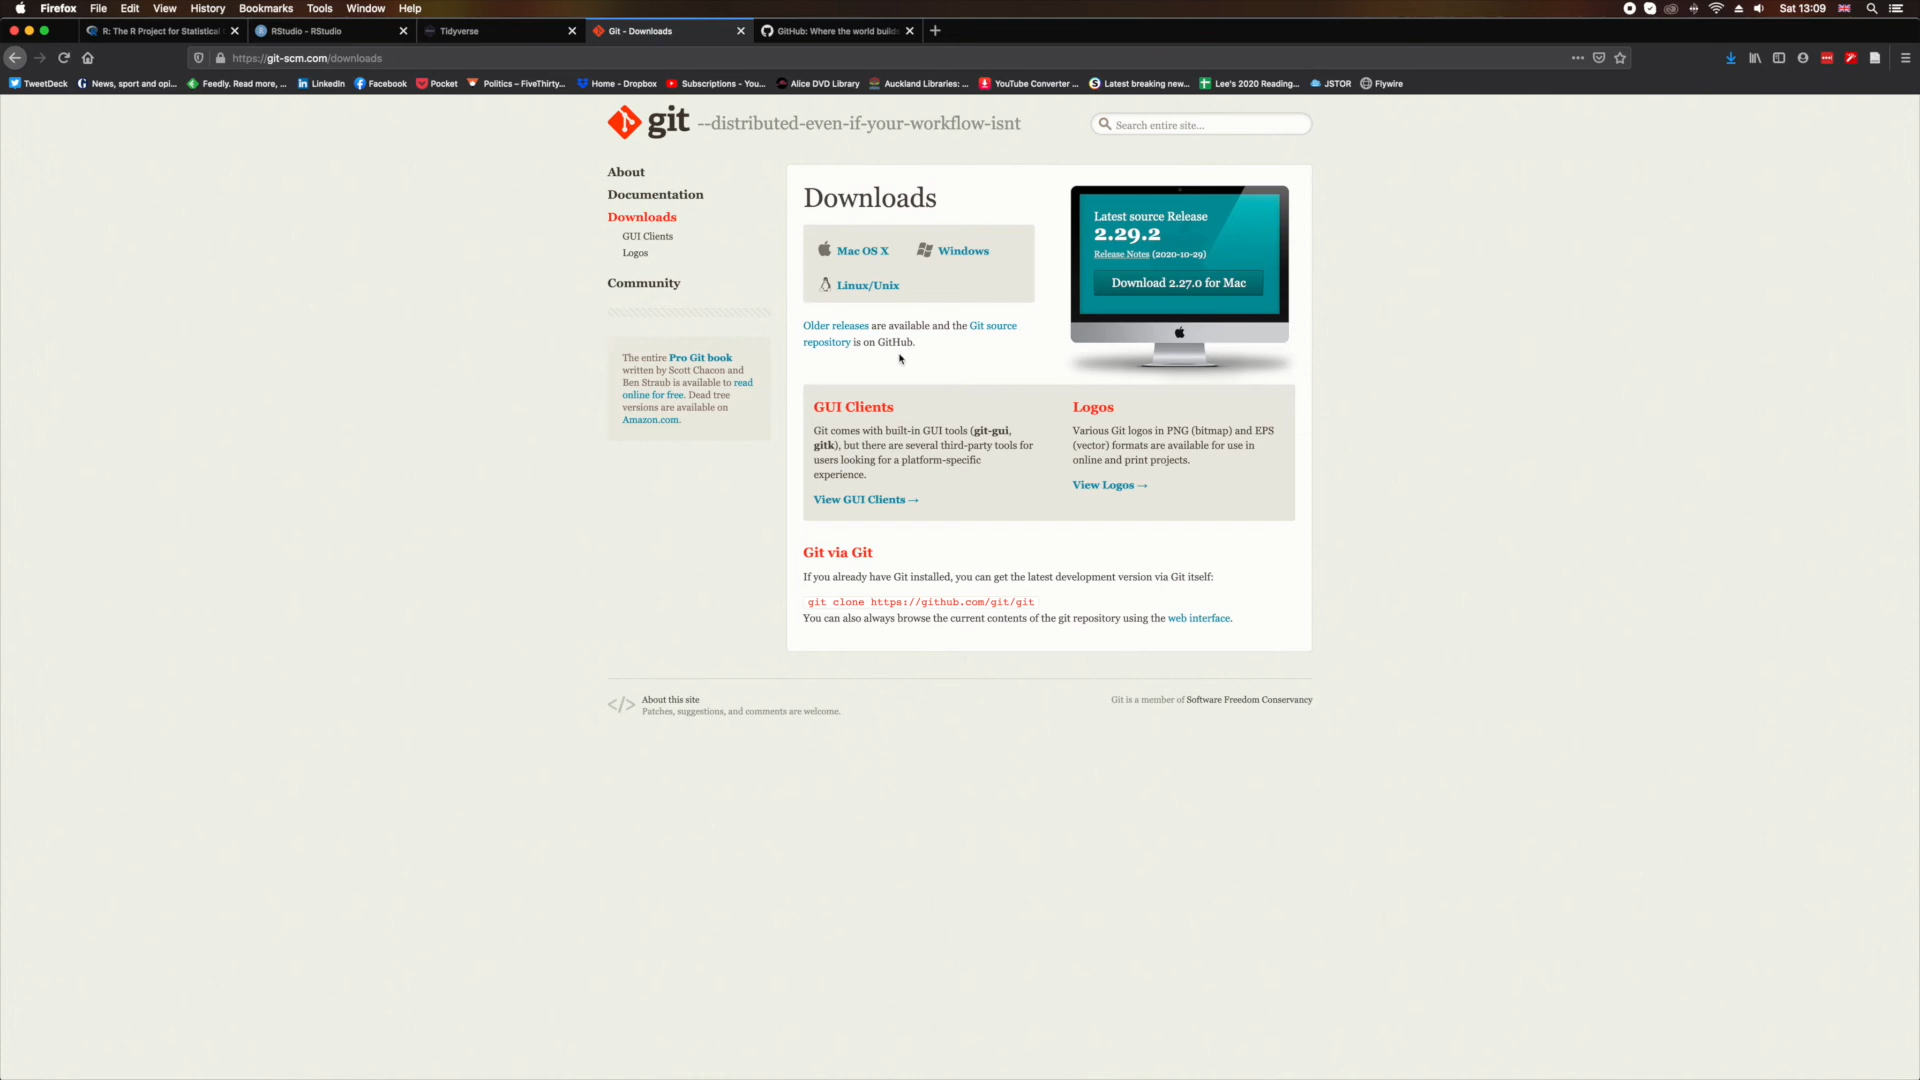 Firefox File Edit View History Bookmarks Tools Window Help Sat 13:09
R: The R Project for Statistical RStudio - RStudio Tidyverse Git - Downloads GitHub: Where the world builds
https://git-scm.com/downloads
TweetDeck News, sport and opi... Feedly. Read more, ... LinkedIn Facebook Pocket Politics – FiveThirty... Home - Dropbox Subscriptions - You... Alice DVD Library Auckland Libraries: ... YouTube Converter ... Latest breaking new... Lee's 2020 Reading... JSTOR Flywire
git --distributed-even-if-your-workflow-isnt
Search entire site...
About
Documentation
Downloads
GUI Clients
Logos
Community
The entire Pro Git book
written by Scott Chacon and
Ben Straub is available to read
online for free. Dead tree
versions are available on
Amazon.com.
Downloads
Mac OS X Windows
Linux/Unix
Older releases are available and the Git source
repository is on GitHub.
Latest source Release
2.29.2
Release Notes (2020-10-29)
Download 2.27.0 for Mac
GUI Clients
Git comes with built-in GUI tools (git-gui,
gitk), but there are several third-party tools for
users looking for a platform-specific
experience.
View GUI Clients →
Logos
Various Git logos in PNG (bitmap) and EPS
(vector) formats are available for use in
online and print projects.
View Logos →
Git via Git
If you already have Git installed, you can get the latest development version via Git itself:
git clone https://github.com/git/git
You can also always browse the current contents of the git repository using the web interface.
</> About this site
Patches, suggestions, and comments are welcome.
Git is a member of Software Freedom Conservancy